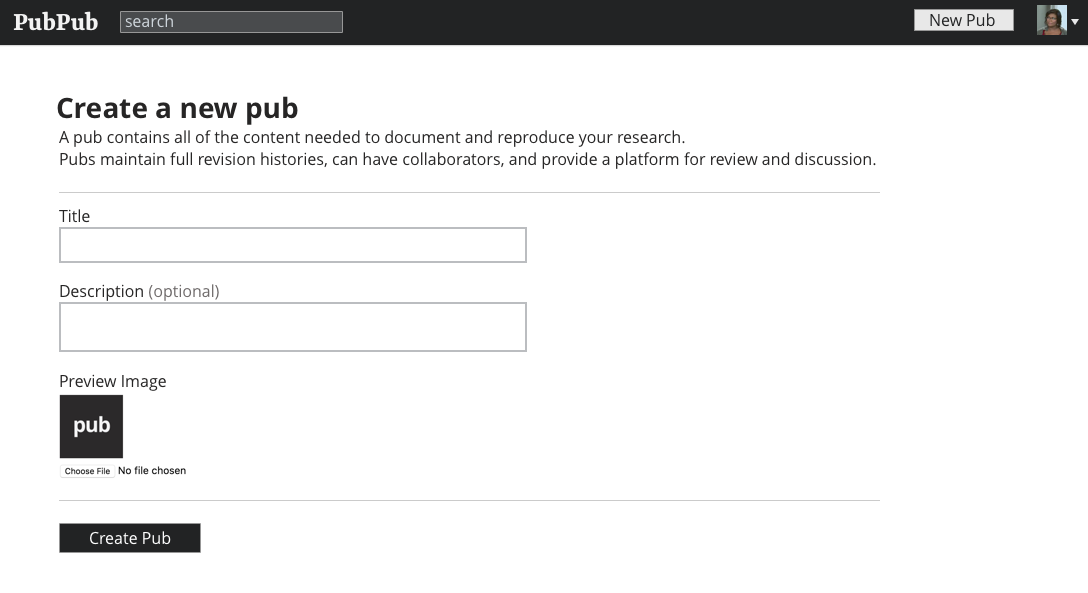 PubPub search New Pub
Create a new pub
A pub contains all of the content needed to document and reproduce your research.
Pubs maintain full revision histories, can have collaborators, and provide a platform for review and discussion.
Title
Description (optional)
Preview Image
pub
Choose File No file chosen
Create Pub